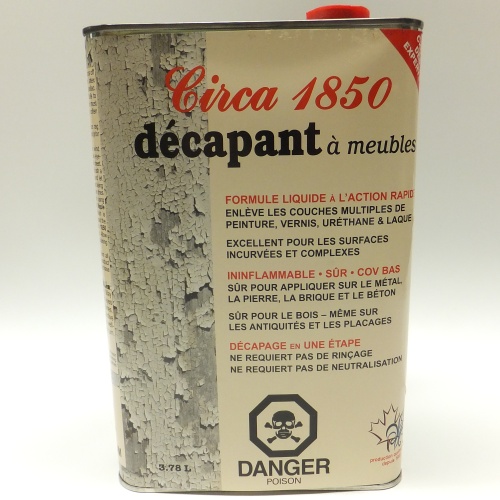 Circa 1850
décapant à meubles
FORMULE LIQUIDE À L'ACTION RAPIDE
ENLÈVE LES COUCHES MULTIPLES DE
PEINTURE, VERNIS, URÉTHANE & LAQUE
EXCELLENT POUR LES SURFACES
INCURVÉES ET COMPLEXES
ININFLAMMABLE • SÛR • COV BAS
SÛR POUR APPLIQUER SUR LE MÉTAL,
LA PIERRE, LA BRIQUE ET LE BÉTON
SÛR POUR LE BOIS – MÊME SUR
LES ANTIQUITÉS ET LES PLACAGES
DÉCAPAGE EN UNE ÉTAPE
NE REQUIERT PAS DE RINÇAGE
NE REQUIERT PAS DE NEUTRALISATION
3.78 L
DANGER
POISON